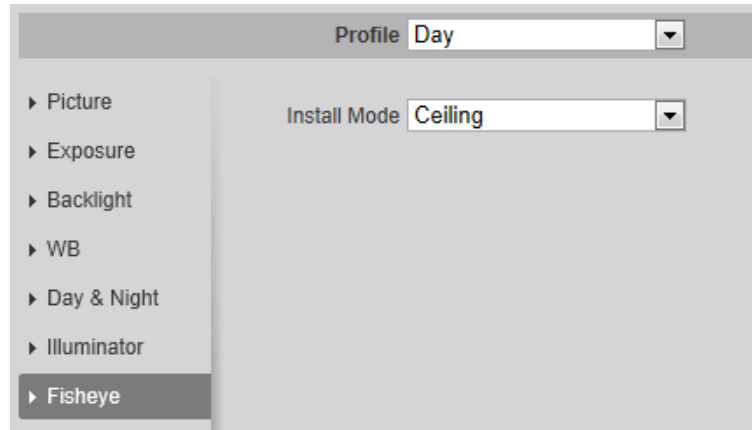 Profile Day
Picture
Install Mode Ceiling
Exposure
Backlight
WB
Day & Night
Illuminator
Fisheye